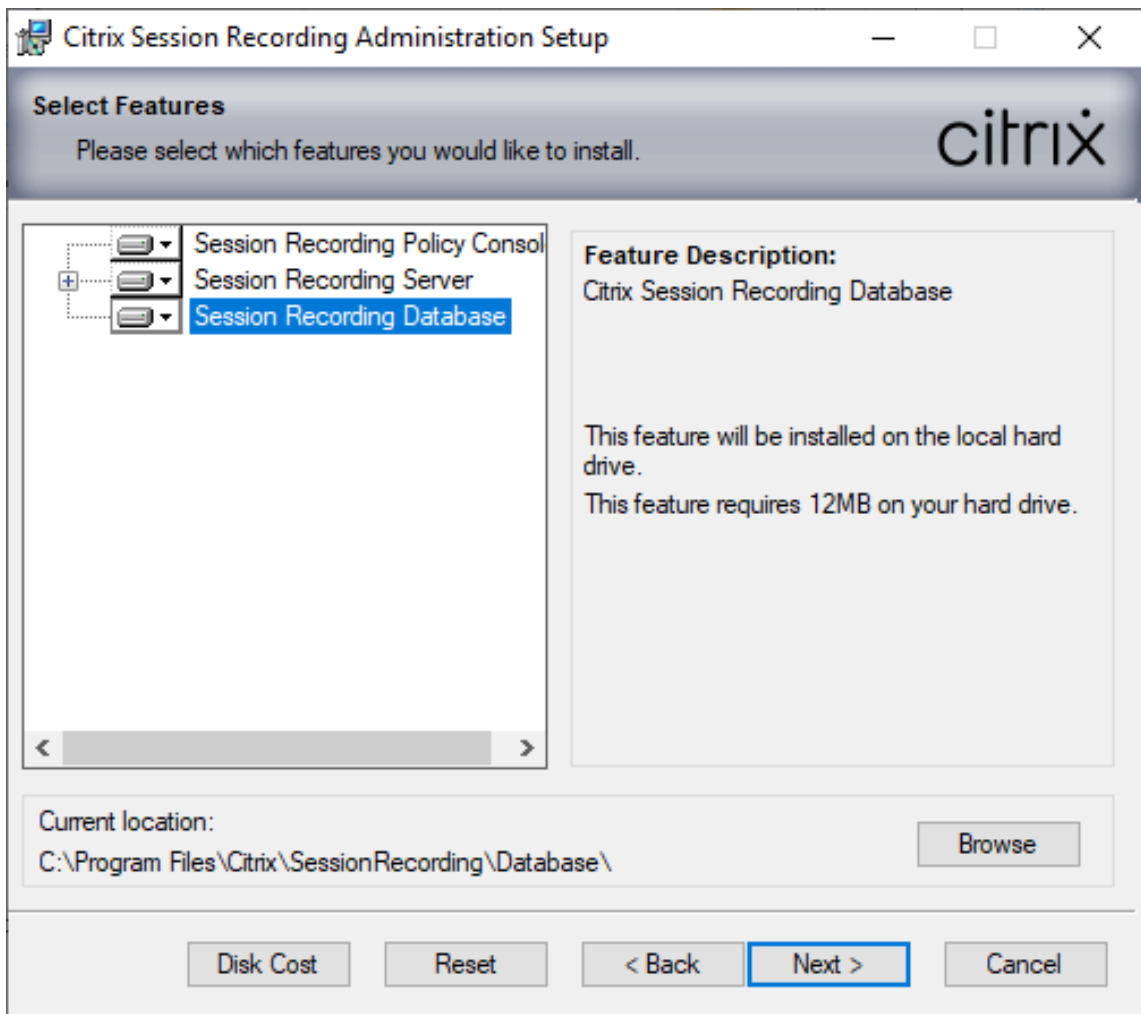 Citrix Session Recording Administration Setup
Select Features
Please select which features you would like to install.
citrix
Session Recording Policy Consol
Session Recording Server
Session Recording Database
Feature Description:
Citrix Session Recording Database
This feature will be installed on the local hard
drive.
This feature requires 12MB on your hard drive.
Current location:
C:\Program Files\Citrix\SessionRecording\Database\
Browse
Disk Cost
Reset
< Back
Next >
Cancel